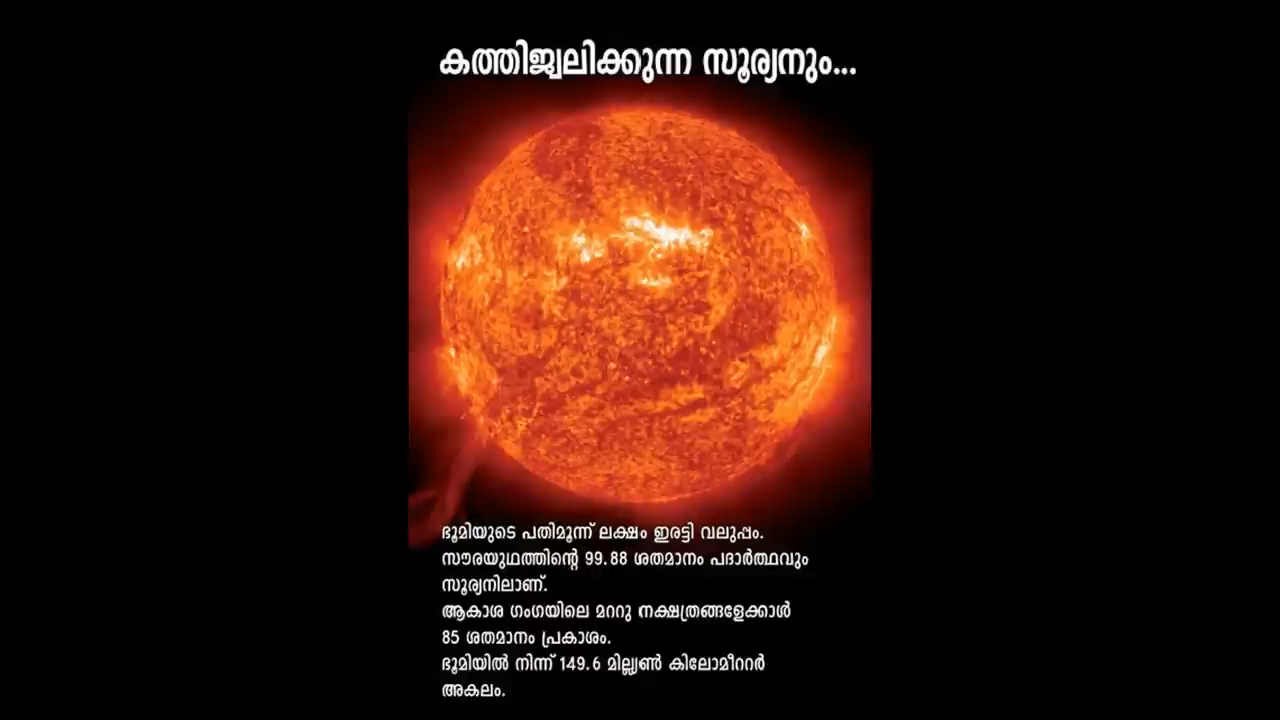 കത്തിജ്വലിക്കുന്ന സൂര്യനും...
ഭൂമിയുടെ പതിമൂന്ന് ലക്ഷം ഇരട്ടി വലുപ്പം.
സൗരയുഥത്തിന്റെ 99.88 ശതമാനം പദാർത്ഥവും
സൂര്യനിലാണ്.
ആകാശ ഗംഗയിലെ മററു നക്ഷത്രങ്ങളേക്കാൾ
85 ശതമാനം പ്രകാശം.
ഭൂമിയിൽ നിന്ന് 149.6 മില്ല്യൺ കിലോമീററർ
അകലം.